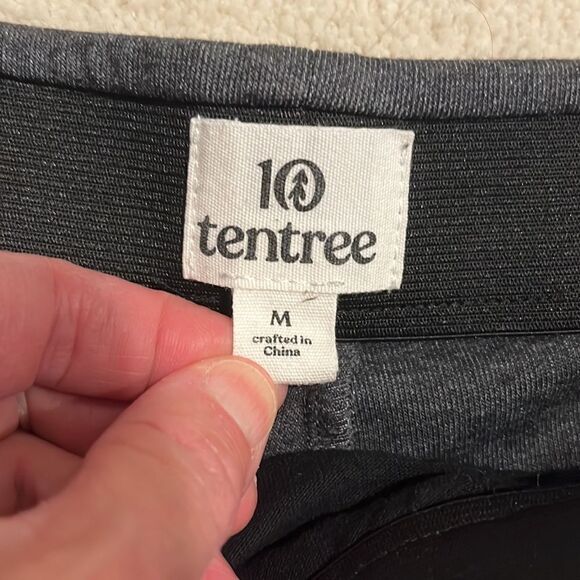 10
tentree
M
crafted in
China